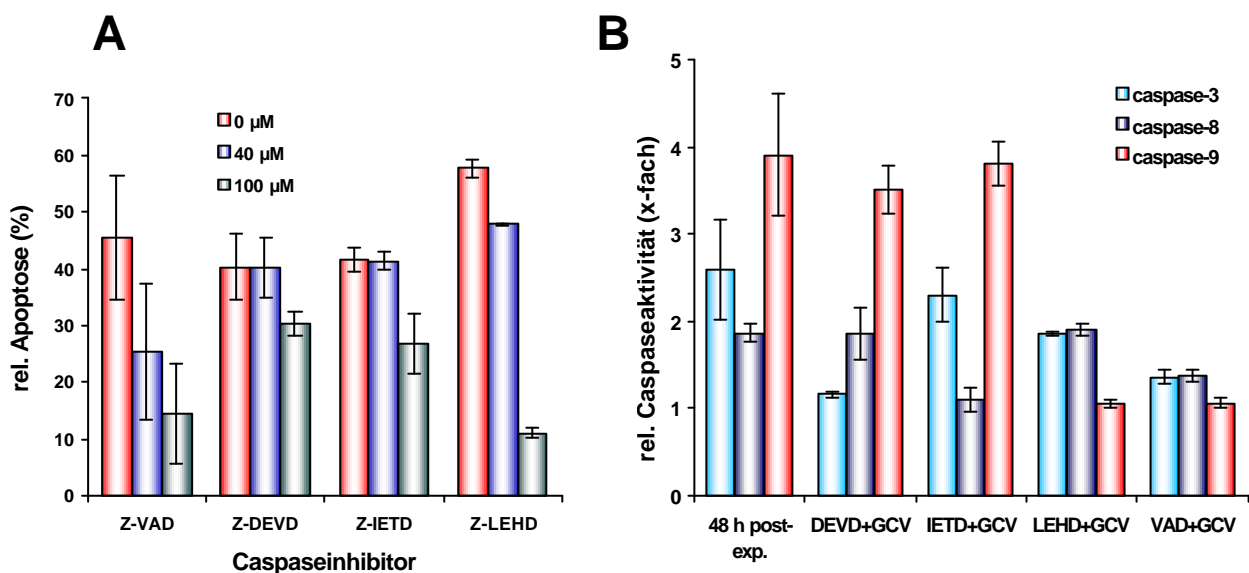 A
rel. Apoptose (%)
70
60
50
40
30
20
10
0
0 µM
40 µM
100 µM
Z-VAD Z-DEVD Z-IETD Z-LEHD
Caspaseinhibitor
B
rel. Caspaseaktivität (x-fach)
5
4
3
2
1
0
caspase-3
caspase-8
caspase-9
48 h post- DEVD+GCV IETD+GCV LEHD+GCV VAD+GCV
exp.